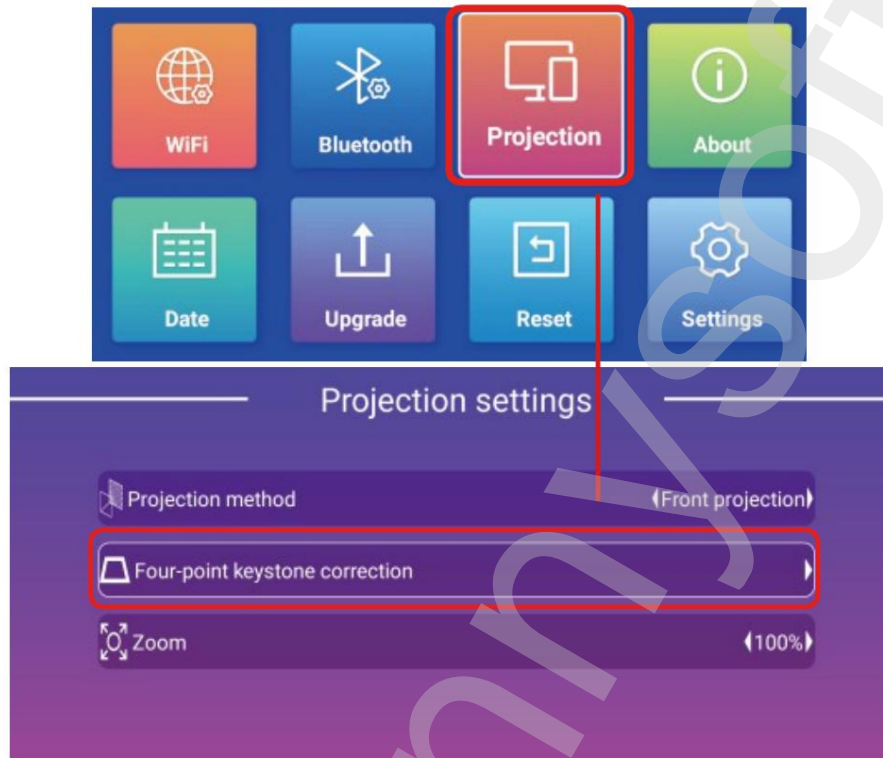 WiFi
Bluetooth
Projection
About
Date
Upgrade
Reset
Settings
Projection settings
Projection method
Front projection
Four-point keystone correction
Zoom
100%